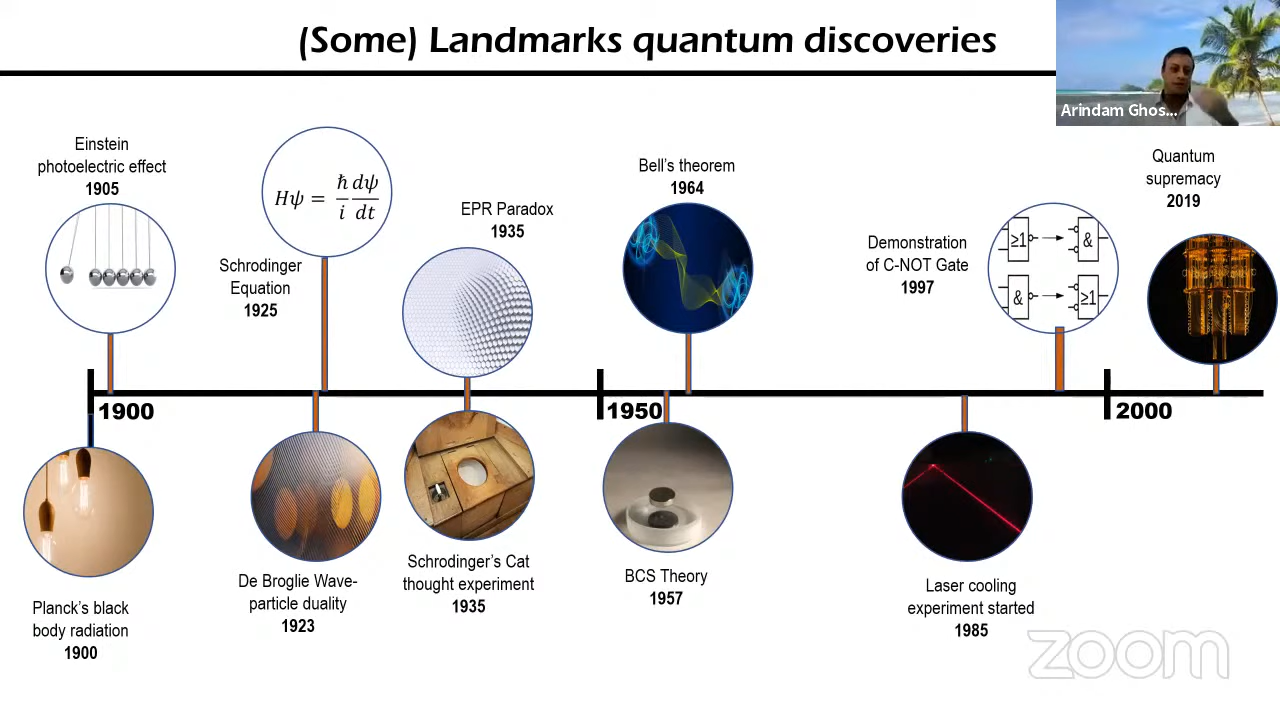 (Some) Landmarks quantum discoveries
Arindam Ghos...
Einstein
photoelectric effect
1905
Hψ = ħ/i dψ/dt
Schrodinger
Equation
1925
EPR Paradox
1935
Bell's theorem
1964
Demonstration
of C-NOT Gate
1997
≥1 &
& ≥1
Quantum
supremacy
2019
1900
1950
2000
Planck's black
body radiation
1900
De Broglie Wave-
particle duality
1923
Schrodinger's Cat
thought experiment
1935
BCS Theory
1957
Laser cooling
experiment started
1985
zoom